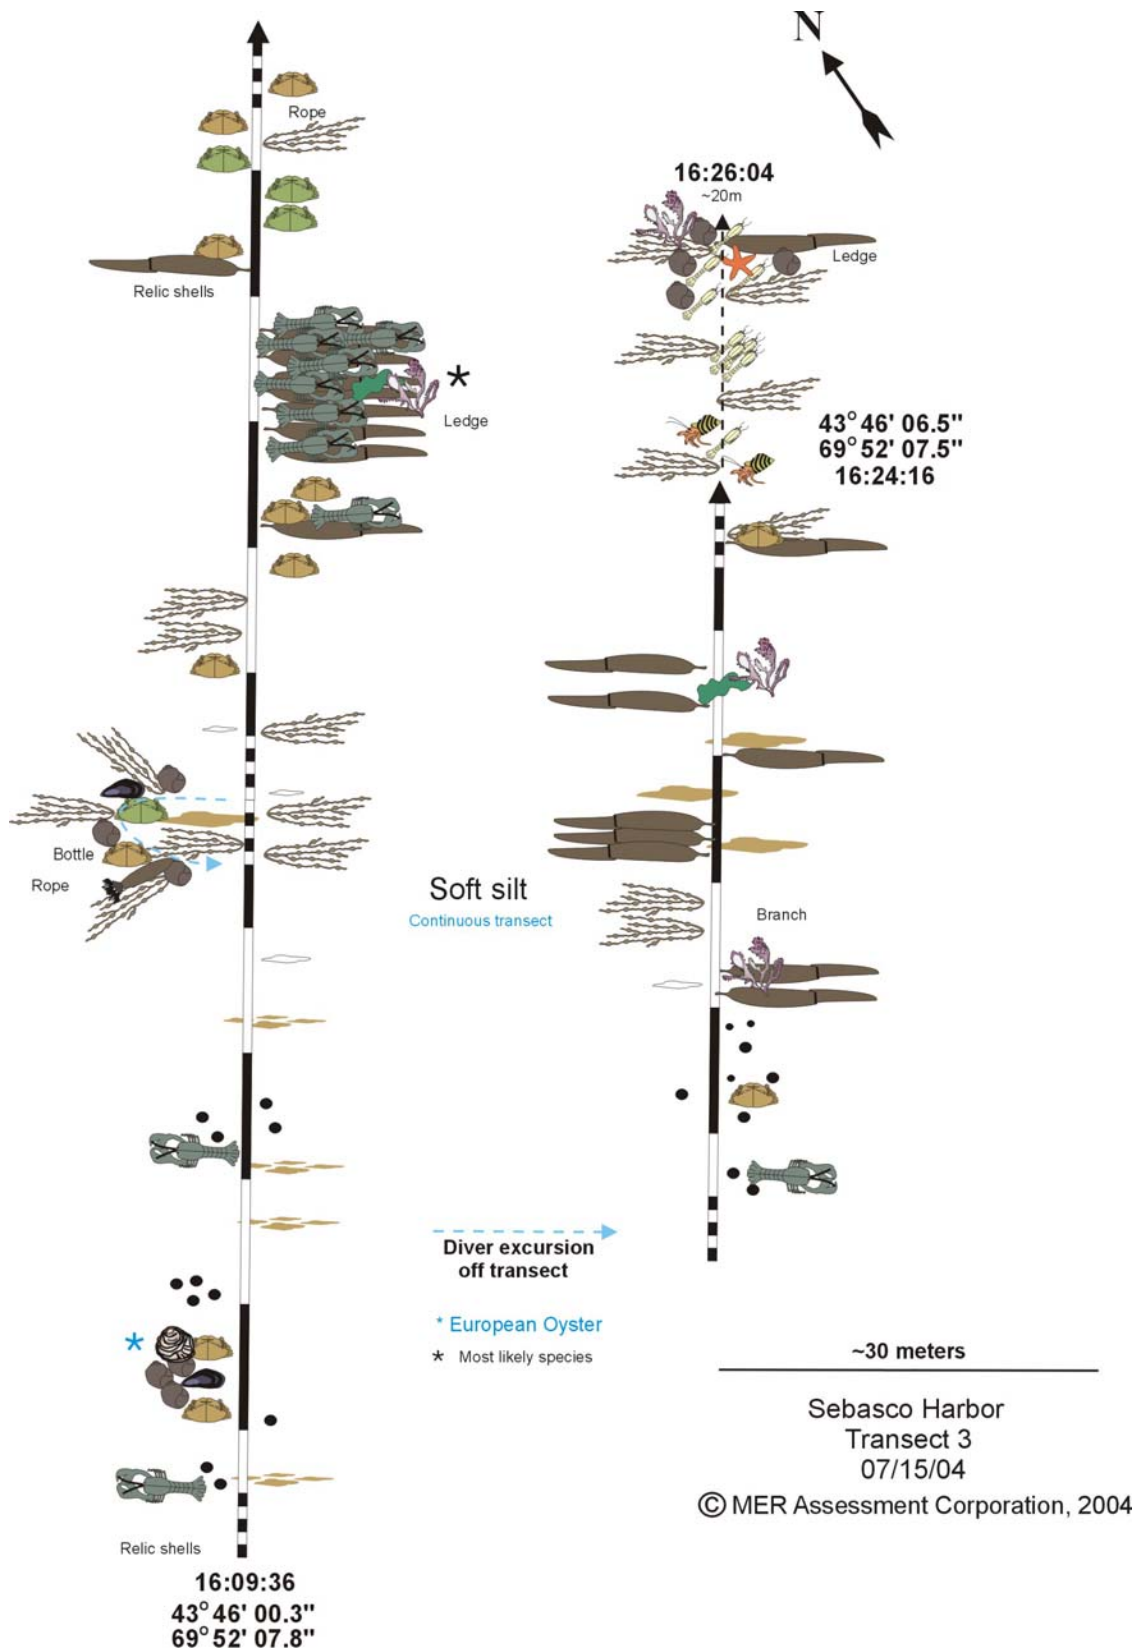 N
Rope
16:26:04
~20m
Ledge
Relic shells
*
Ledge
43° 46' 06.5"
69° 52' 07.5"
16:24:16
Bottle
Rope
Soft silt
Continuous transect
Branch
Diver excursion
off transect
*
* European Oyster
* Most likely species
~30 meters
Sebasco Harbor
Transect 3
07/15/04
© MER Assessment Corporation, 2004
Relic shells
16:09:36
43° 46' 00.3"
69° 52' 07.8"